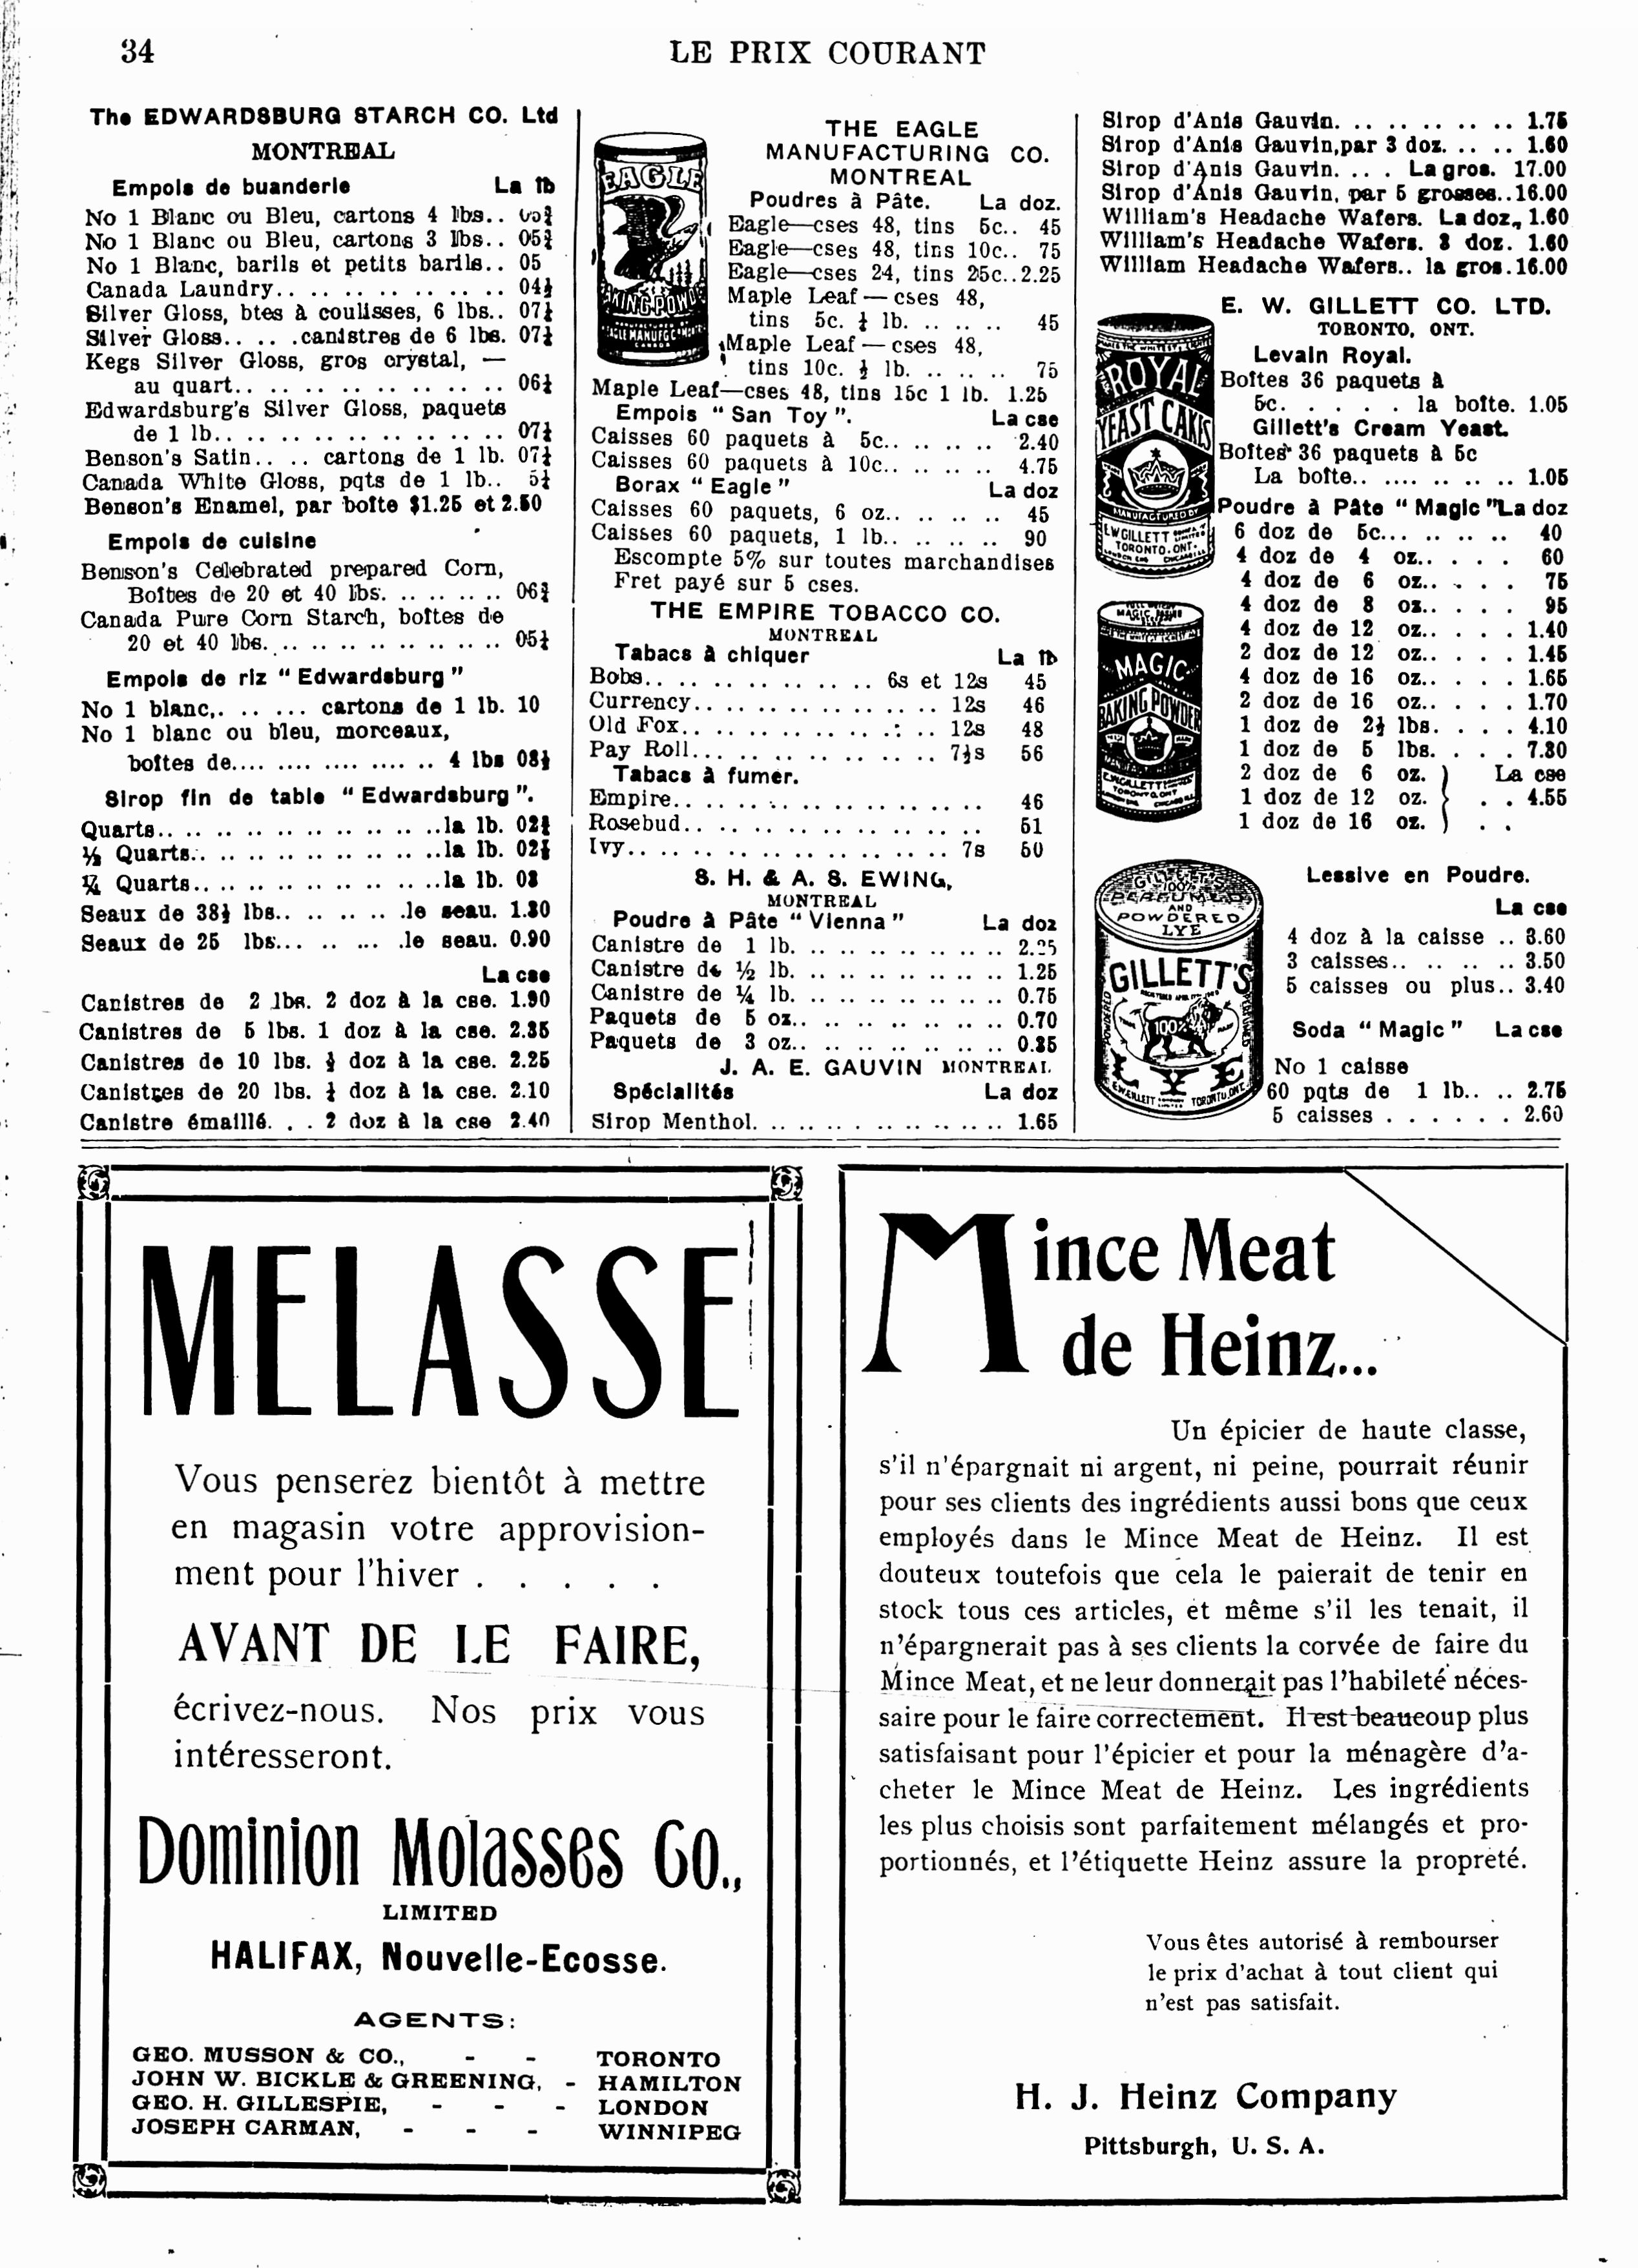 34
LE PRIX COURANT
The EDWARDSBURG STARCH CO. Ltd
MONTREAL
Empois de buanderie La lb
No 1 Blanc ou Bleu, cartons 4 lbs.. 05¾
No 1 Blanc ou Bleu, cartons 3 lbs.. 05¾
No 1 Blanc, barils et petits barils.. 05
Canada Laundry.. .. .. .. .. .. .. 04½
Silver Gloss, btes à coulisses, 6 lbs.. 07½
Silver Gloss.. .. .canistres de 6 lbs. 07½
Kegs Silver Gloss, gros crystal, —
au quart.. .. .. .. .. .. .. .. 06½
Edwardsburg's Silver Gloss, paquets
de 1 lb.. .. .. .. .. .. .. .. .. 07½
Benson's Satin.. .. cartons de 1 lb. 07½
Canada White Gloss, pqts de 1 lb.. 5½
Benson's Enamel, par boîte $1.25 et 2.50
Empois de cuisine
Benson's Celebrated prepared Corn,
Boîtes de 20 et 40 lbs. .. .. .. .. 06¾
Canada Pure Corn Starch, boîtes de
20 et 40 lbs. .. .. .. .. .. .. .. 05½
Empois de riz "Edwardsburg"
No 1 blanc,. .. ... cartons de 1 lb. 10
No 1 blanc ou bleu, morceaux,
boîtes de.... .... .... .... .. 4 lbs 08½
Sirop fin de table "Edwardsburg".
Quarts.. .. .. .. .. .. .. ..la lb.
½ Quarts.. .. .. .. .. .. ..la lb.
¼ Quarts.. .. .. .. .. .. ..la lb. 03
Seaux de 38½ lbs.. .. .. .. .le seau. 1.30
Seaux de 25 lbs... .. .. ... .le seau. 0.90
La cse
Canistres de 2 lbs. 2 doz à la cse. 1.90
Canistres de 5 lbs. 1 doz à la cse. 2.35
Canistres de 10 lbs. ½ doz à la cse. 2.25
Canistres de 20 lbs. ¼ doz à la cse. 2.10
Canistre émaillé. . . 2 doz à la cse 2.40
EAGLE
BAKING POWDER
THE EAGLE
MANUFACTURING CO.
MONTREAL
Poudres à Pâte. La doz.
Eagle—cses 48, tins 5c.. 45
Eagle—cses 48, tins 10c.. 75
Eagle—cses 24, tins 25c..2.25
Maple Leaf — cses 48,
tins 5c. ¼ lb. .. .. .. 45
Maple Leaf — cses 48,
tins 10c. ½ lb. .. .. .. 75
Maple Leaf—cses 48, tins 15c 1 lb. 1.25
Empois "San Toy". La cse
Caisses 60 paquets à 5c.. .. .. .. 2.40
Caisses 60 paquets à 10c.. .. .. .. 4.75
Borax "Eagle" La doz
Caisses 60 paquets, 6 oz.. .. .. .. 45
Caisses 60 paquets, 1 lb.. .. .. .. 90
Escompte 5% sur toutes marchandises
Fret payé sur 5 cses.
THE EMPIRE TOBACCO CO.
MONTREAL
Tabacs à chiquer La lb
Bobs.. .. .. .. .. .. .. 6s et 12s 45
Currency.. .. .. .. .. .. .. .. 12s 46
Old Fox.. .. .. .. .. .. .. .. 12s 48
Pay Roll... .. .. .. .. .. .. .. 7½s 56
Tabacs à fumer.
Empire.. .. .. .. .. .. .. .. .. 46
Rosebud.. .. .. .. .. .. .. .. .. 51
Ivy.. .. .. .. .. .. .. .. .. 7s 50
S. H. & A. S. EWING,
MONTREAL
Poudre à Pâte "Vienna" La doz
Canistre de 1 lb. .. .. .. .. .. ..
Canistre de ½ lb. .. .. .. .. .. .. 1.25
Canistre de ¼ lb. .. .. .. .. .. .. 0.75
Paquets de 5 oz.. .. .. .. .. .. .. 0.70
Paquets de 3 oz.. .. .. .. .. .. .. 0.35
J. A. E. GAUVIN MONTREAL
Spécialités La doz
Sirop Menthol. .. .. .. .. .. .. .. 1.65
Sirop d'Anis Gauvin. .. .. .. .. .. 1.75
Sirop d'Anis Gauvin,par 3 doz. .. .. 1.60
Sirop d'Anis Gauvin. .. . La gros. 17.00
Sirop d'Anis Gauvin, par 5 grosses..16.00
William's Headache Wafers. La doz., 1.60
William's Headache Wafers. 3 doz. 1.60
William Headache Wafers.. la gros.16.00
E. W. GILLETT CO. LTD.
TORONTO, ONT.
ROYAL
YEAST CAKES
MANUFACTURED BY
E.W. GILLETT
TORONTO. ONT.
Levain Royal.
Boîtes 36 paquets à
5c. . . . . . la boîte. 1.05
Gillett's Cream Yeast.
Boîtes 36 paquets à 5c
La boîte.. .... .. .. .. 1.05
Poudre à Pâte "Magic" La doz
6 doz de 5c... .. .. .. 40
4 doz de 4 oz.. . . . 60
4 doz de 6 oz.. . . . 75
4 doz de 8 oz.. . . . 95
4 doz de 12 oz.. . . . 1.40
2 doz de 12 oz.. . . . 1.45
4 doz de 16 oz.. . . . 1.65
2 doz de 16 oz.. . . . 1.70
1 doz de 2½ lbs. . . . 4.10
1 doz de 5 lbs. . . . 7.30
2 doz de 6 oz. } La cse
1 doz de 12 oz. } . . 4.55
1 doz de 16 oz. } . .
MAGIC
BAKING POWDER
Lessive en Poudre.
La cse
4 doz à la caisse .. 3.60
3 caisses.. .. .. .. 3.50
5 caisses ou plus.. 3.40
GILLETT'S
100%
PERFUMED
AND
POWDERED
LYE
GILLETT'S
100%
LYE
Soda "Magic" La cse
No 1 caisse
60 pqts de 1 lb.. .. 2.75
5 caisses . . . . . . 2.60
MELASSE
Vous penserez bientôt à mettre
en magasin votre approvision-
ment pour l'hiver . . . . .
AVANT DE LE FAIRE,
écrivez-nous. Nos prix vous
intéresseront.
Dominion Molasses Co.,
LIMITED
HALIFAX, Nouvelle-Ecosse.
AGENTS:
GEO. MUSSON & CO., - - TORONTO
JOHN W. BICKLE & GREENING, - HAMILTON
GEO. H. GILLESPIE, - - - LONDON
JOSEPH CARMAN, - - - WINNIPEG
Mince Meat
de Heinz...
Un épicier de haute classe,
s'il n'épargnait ni argent, ni peine, pourrait réunir
pour ses clients des ingrédients aussi bons que ceux
employés dans le Mince Meat de Heinz. Il est
douteux toutefois que cela le paierait de tenir en
stock tous ces articles, et même s'il les tenait, il
n'épargnerait pas à ses clients la corvée de faire du
Mince Meat, et ne leur donnerait pas l'habileté néces-
saire pour le faire correctement. Il est beaucoup plus
satisfaisant pour l'épicier et pour la ménagère d'a-
cheter le Mince Meat de Heinz. Les ingrédients
les plus choisis sont parfaitement mélangés et pro-
portionnés, et l'étiquette Heinz assure la propreté.
Vous êtes autorisé à rembourser
le prix d'achat à tout client qui
n'est pas satisfait.
H. J. Heinz Company
Pittsburgh, U. S. A.